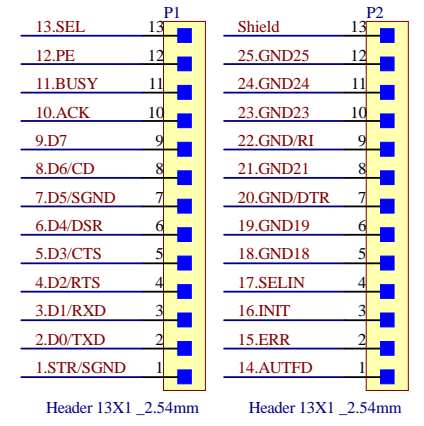 P1
13.SEL 13
12.PE 12
11.BUSY 11
10.ACK 10
9.D7 9
8.D6/CD 8
7.D5/SGND 7
6.D4/DSR 6
5.D3/CTS 5
4.D2/RTS 4
3.D1/RXD 3
2.D0/TXD 2
1.STR/SGND 1
Header 13X1 _2.54mm
P2
Shield 13
25.GND25 12
24.GND24 11
23.GND23 10
22.GND/RI 9
21.GND21 8
20.GND/DTR 7
19.GND19 6
18.GND18 5
17.SELIN 4
16.INIT 3
15.ERR 2
14.AUTFD 1
Header 13X1 _2.54mm